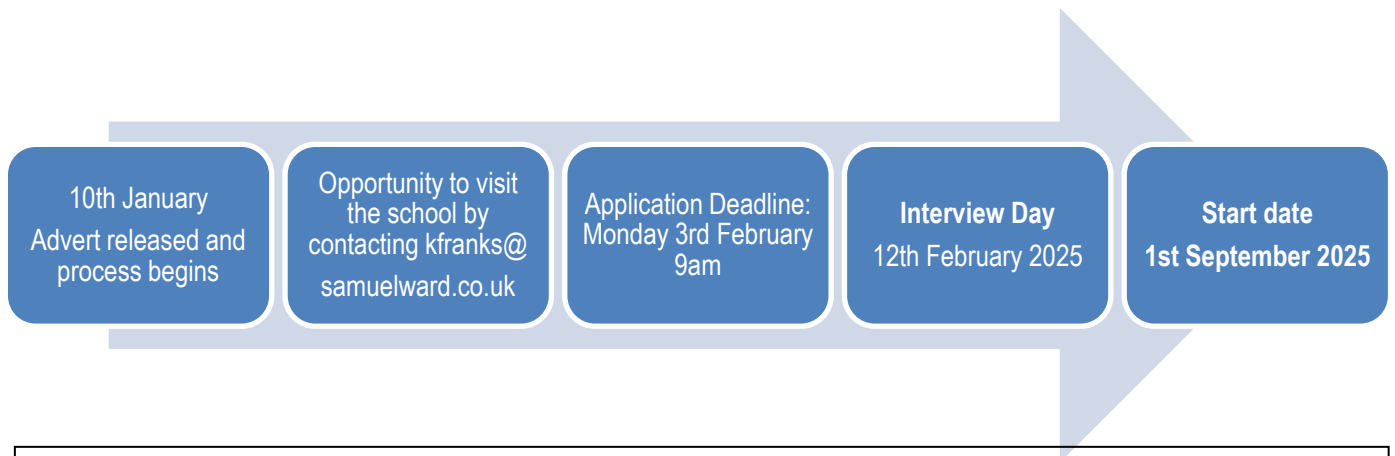 10th January
Advert released and
process begins
Opportunity to visit
the school by
contacting kfranks@
samuelward.co.uk
Application Deadline:
Monday 3rd February
9am
Interview Day
12th February 2025
Start date
1st September 2025